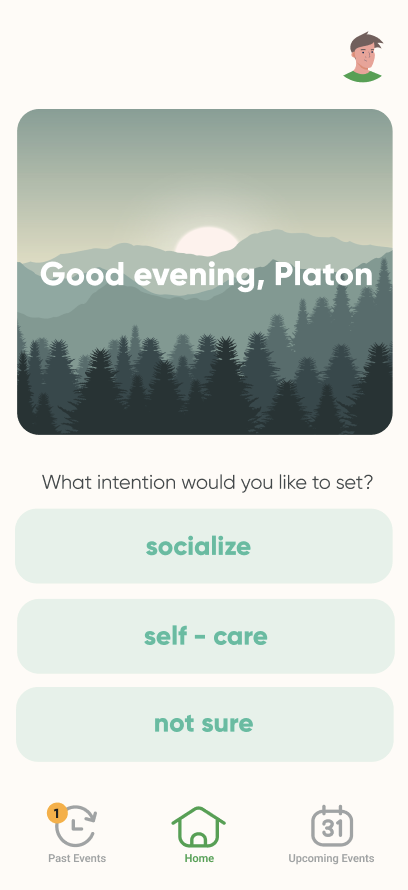 Good evening, Platon
What intention would you like to set?
socialize
self - care
not sure
1
31
Past Events
Home
Upcoming Events